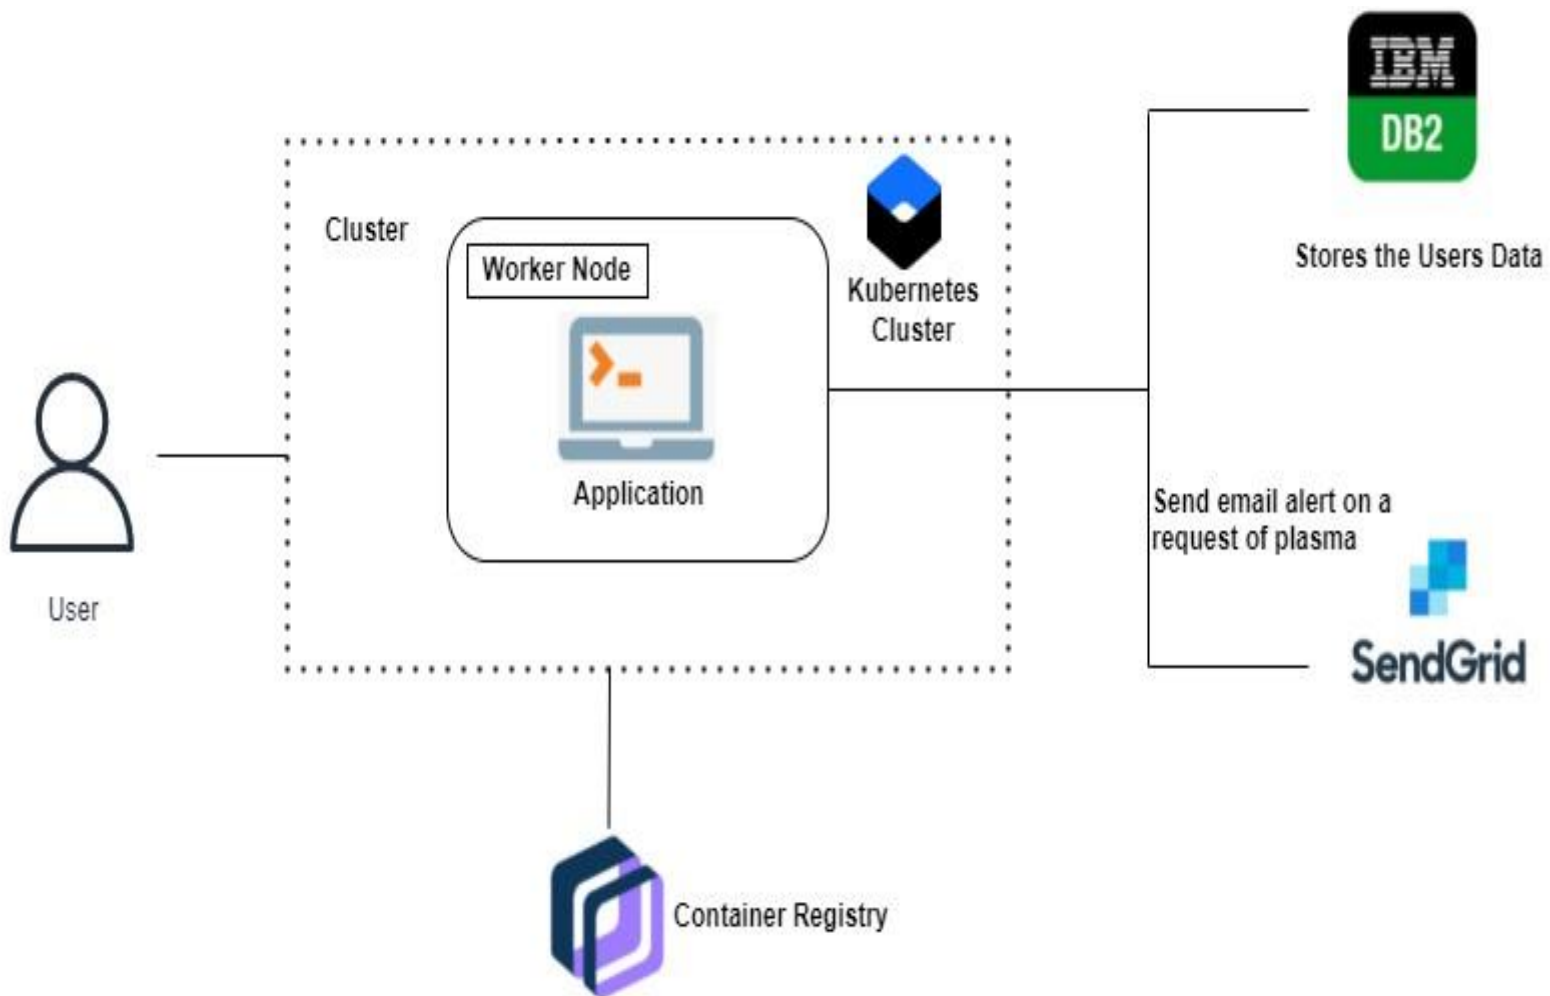 IBM
DB2
Stores the Users Data
Cluster
Worker Node
Kubernetes
Cluster
Application
User
Send email alert on a
request of plasma
SendGrid
Container Registry